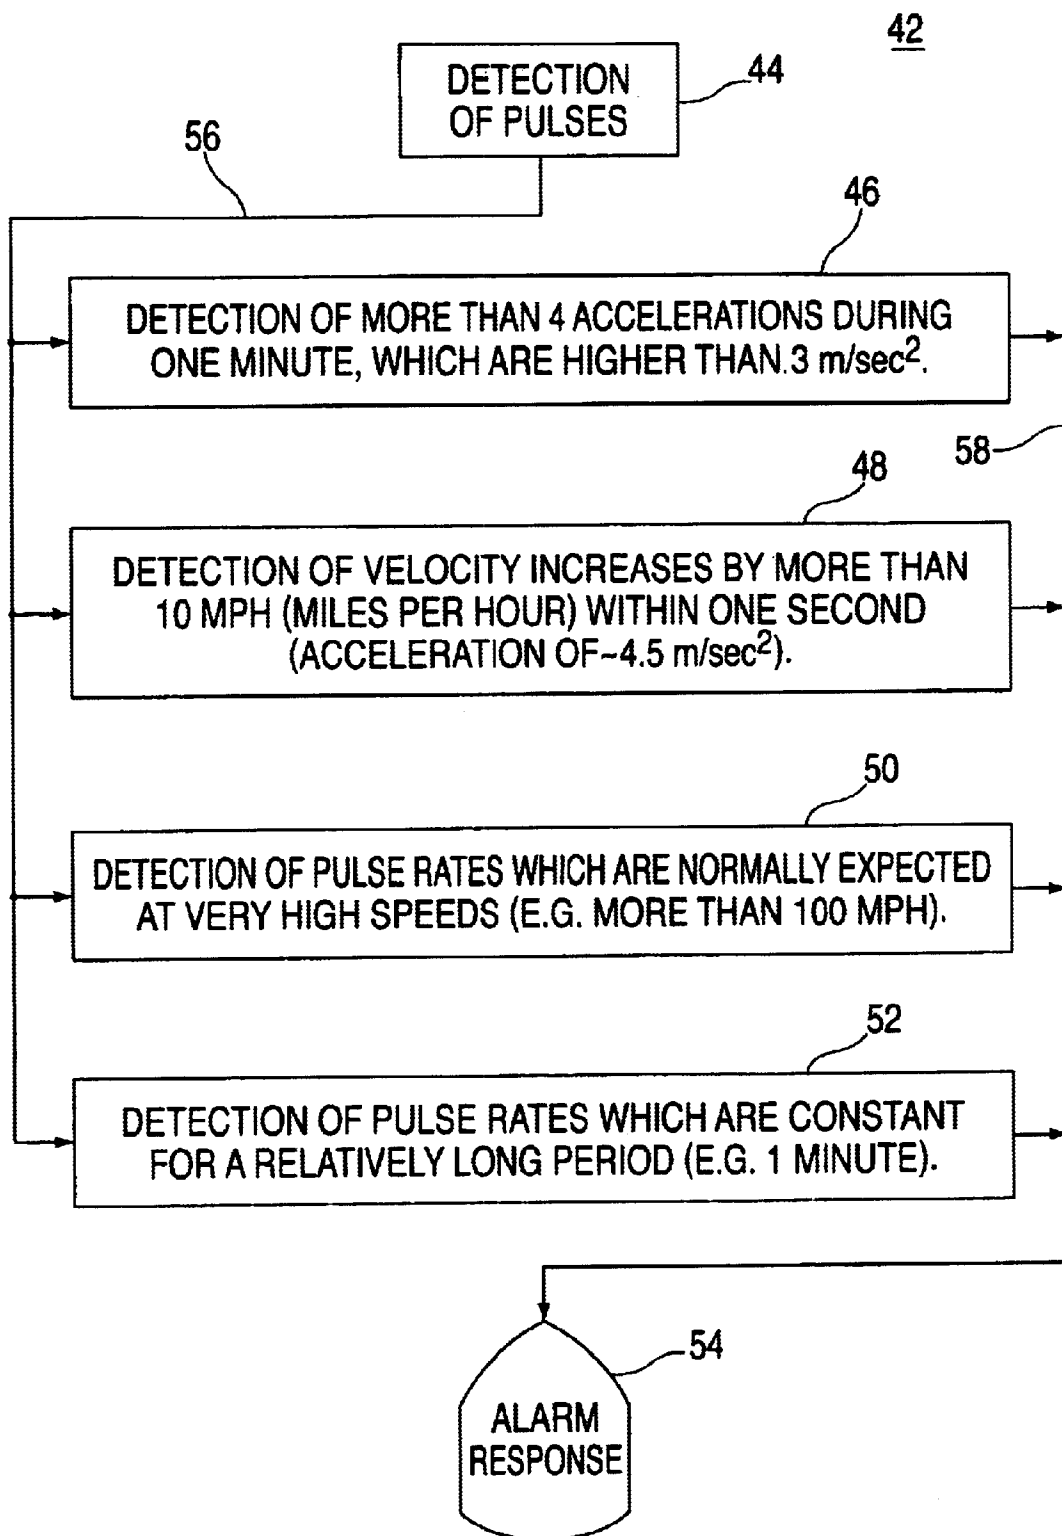 42
DETECTION
OF PULSES
44
56
46
DETECTION OF MORE THAN 4 ACCELERATIONS DURING
ONE MINUTE, WHICH ARE HIGHER THAN.3 m/sec².
58
48
DETECTION OF VELOCITY INCREASES BY MORE THAN
10 MPH (MILES PER HOUR) WITHIN ONE SECOND
(ACCELERATION OF~4.5 m/sec²).
50
DETECTION OF PULSE RATES WHICH ARE NORMALLY EXPECTED
AT VERY HIGH SPEEDS (E.G. MORE THAN 100 MPH).
52
DETECTION OF PULSE RATES WHICH ARE CONSTANT
FOR A RELATIVELY LONG PERIOD (E.G. 1 MINUTE).
54
ALARM
RESPONSE